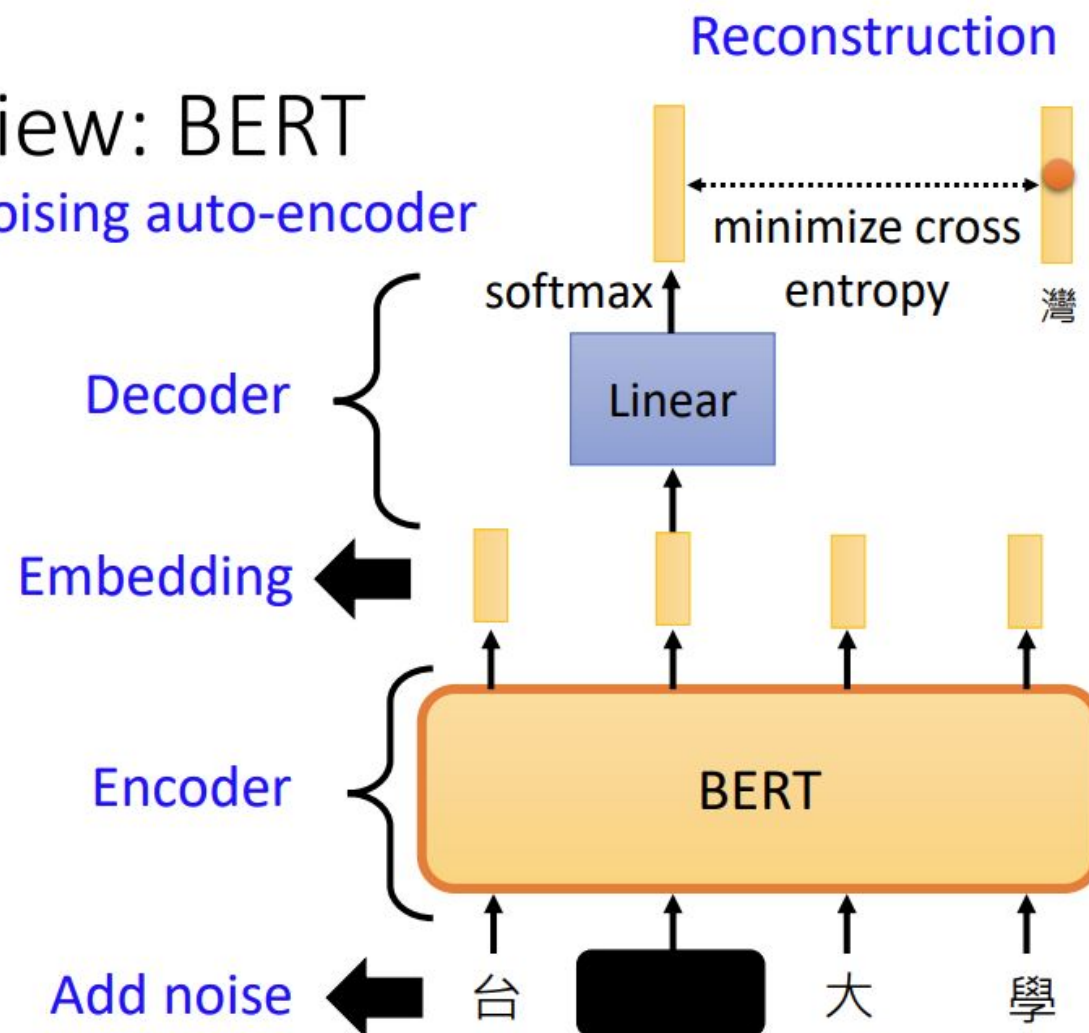 Reconstruction
iew: BERT
oising auto-encoder
minimize cross
entropy
softmax
灣
Decoder
Linear
Embedding
Encoder
BERT
Add noise
台 大 學